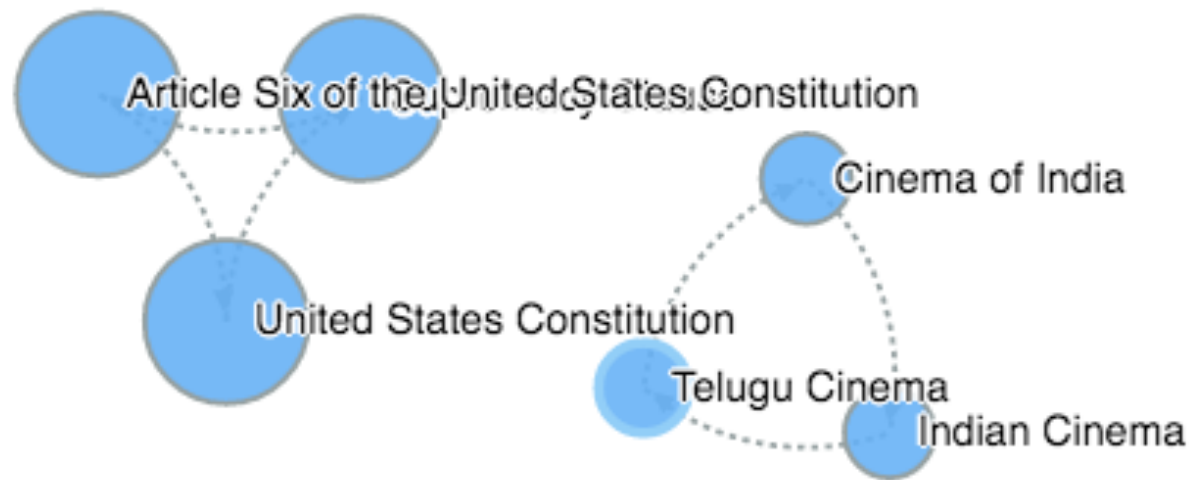 Article Six of the United States Constitution
Cinema of India
United States Constitution
Telugu Cinema
Indian Cinema